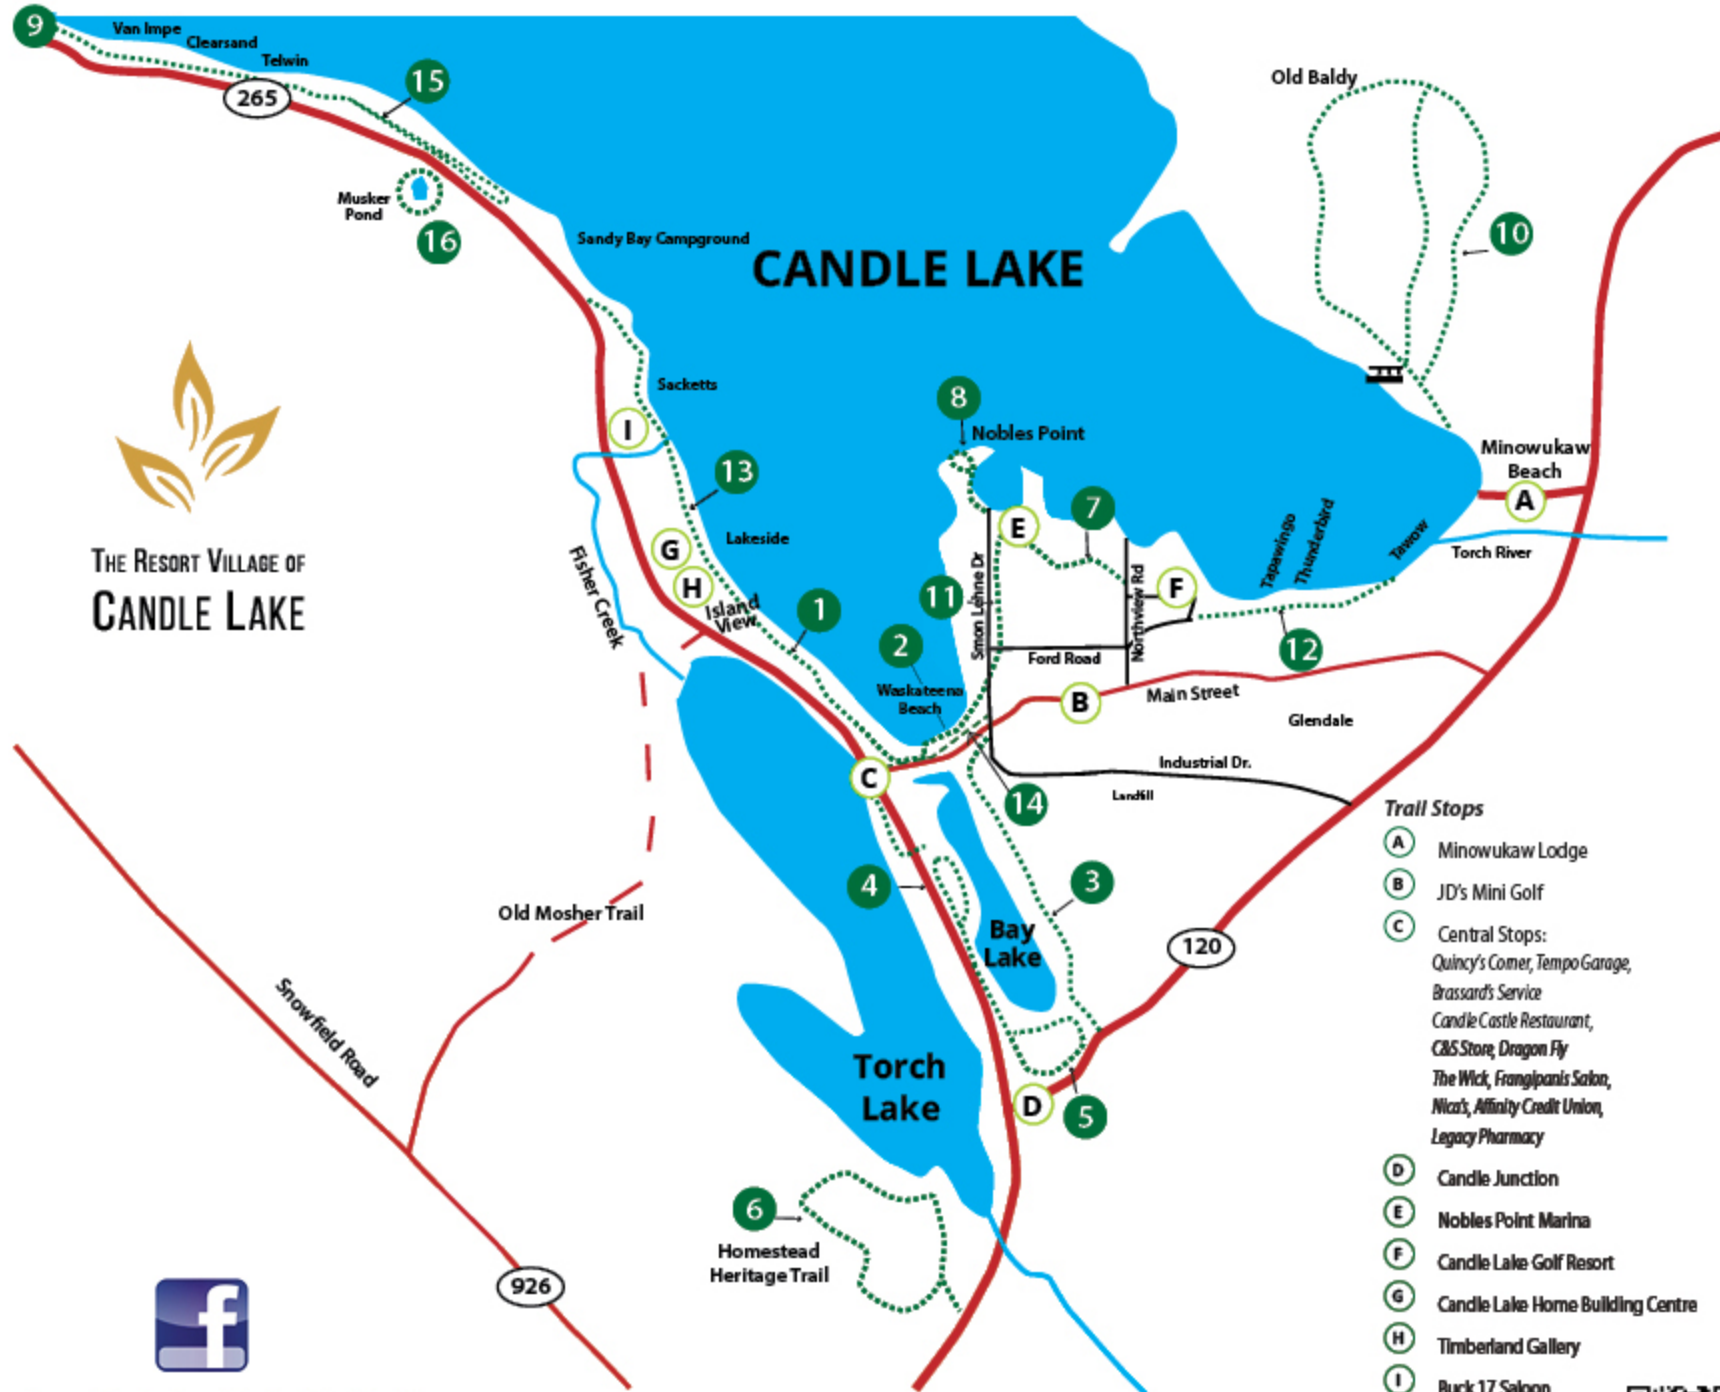 9
Van Impe
Clearsand
Telwin
15
265
Old Baldy
Musker
Pond
16
10
Sandy Bay Campground
CANDLE LAKE
Sacketts
8
I
Nobles Point
Minowukaw
Beach
13
A
E
7
G
Lakeside
Tapawingo
Thunderbird
Tawow
Torch River
THE RESORT VILLAGE OF
CANDLE LAKE
Fisher Creek
H
Island
View
1
11
Simon Lehne Dr
Northview Rd
F
2
Ford Road
12
Waskateena
Beach
B
Main Street
Glendale
C
Industrial Dr.
Landfill
14
4
3
Old Mosher Trail
Bay
Lake
120
Snowfield Road
Torch
Lake
D
5
6
Homestead
Heritage Trail
926
f
Trail Stops
A Minowukaw Lodge
B JD's Mini Golf
C Central Stops:
Quincy's Corner, Tempo Garage,
Brassard's Service
Candle Castle Restaurant,
C&S Store, Dragon Fly
The Wick, Frangipanis Salon,
Nica's, Affinity Credit Union,
Legacy Pharmacy
D Candle Junction
E Nobles Point Marina
F Candle Lake Golf Resort
G Candle Lake Home Building Centre
H Timberland Gallery
I Buck 17 Saloon